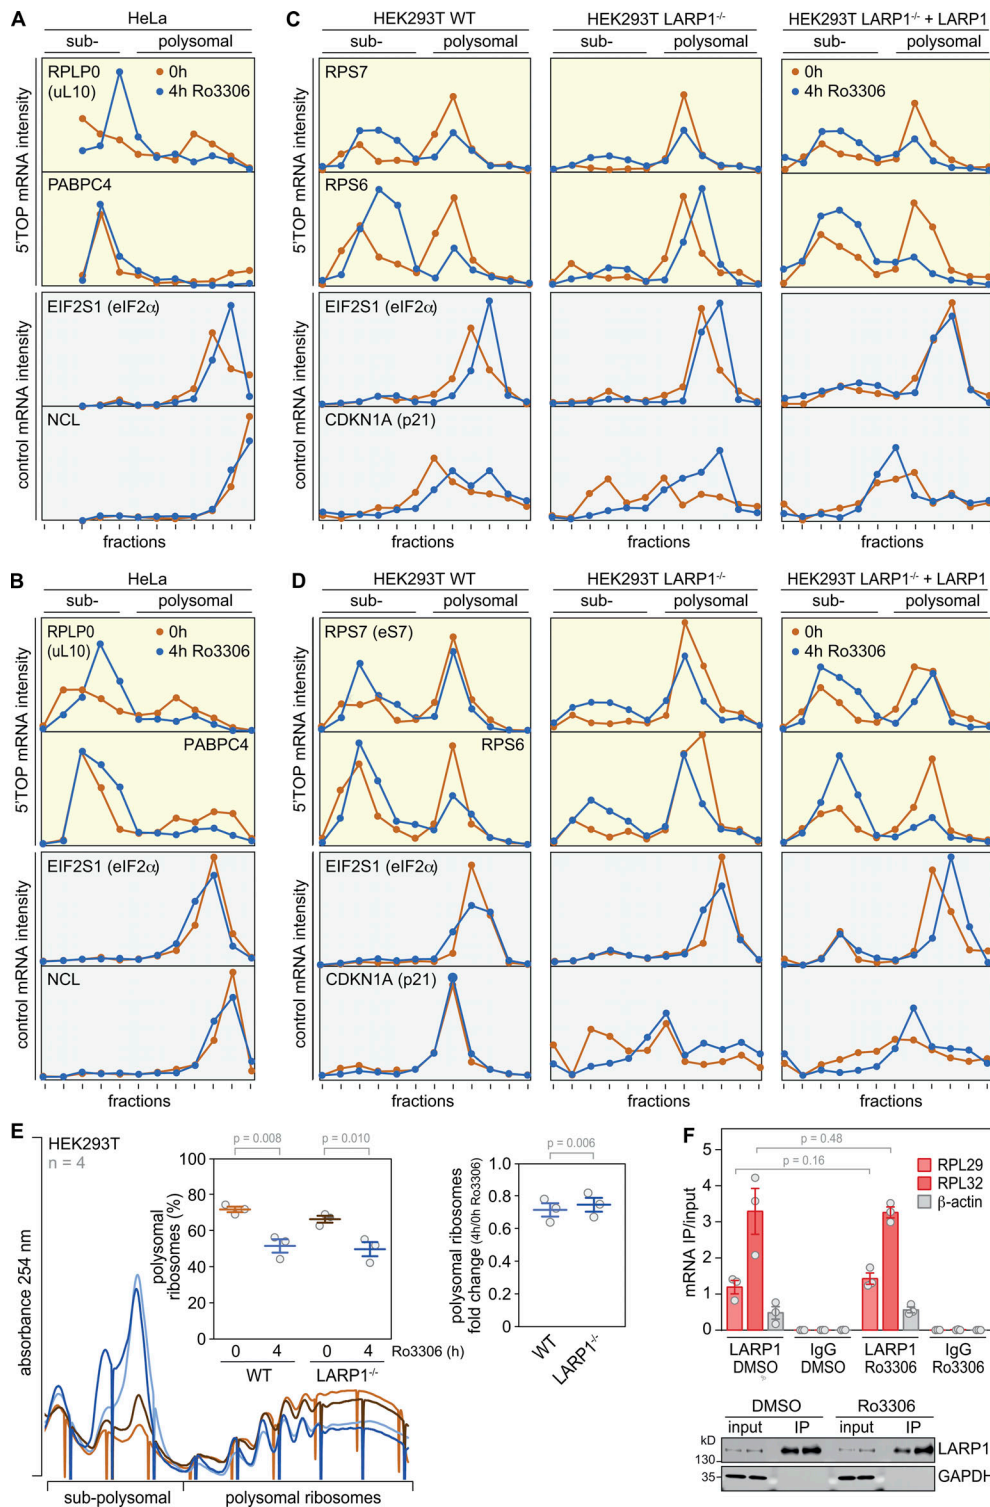 A
HeLa
sub-
polysomal
RPLP0
(uL10)
0h
4h Ro3306
PABPC4
5'TOP mRNA intensity
EIF2S1 (eIF2α)
NCL
control mRNA intensity
fractions
C
HEK293T WT
HEK293T LARP1-/-
HEK293T LARP1-/- + LARP1
sub-
polysomal
sub-
polysomal
sub-
polysomal
RPS7
0h
4h Ro3306
RPS6
5'TOP mRNA intensity
EIF2S1 (eIF2α)
CDKN1A (p21)
control mRNA intensity
fractions
fractions
fractions
B
HeLa
sub-
polysomal
RPLP0
(uL10)
0h
4h Ro3306
PABPC4
5'TOP mRNA intensity
EIF2S1 (eIF2α)
NCL
control mRNA intensity
fractions
D
HEK293T WT
HEK293T LARP1-/-
HEK293T LARP1-/- + LARP1
sub-
polysomal
sub-
polysomal
sub-
polysomal
RPS7 (eS7)
0h
4h Ro3306
RPS6
5'TOP mRNA intensity
EIF2S1 (eIF2α)
CDKN1A (p21)
control mRNA intensity
fractions
fractions
fractions
E
HEK293T
n = 4
absorbance 254 nm
sub-polysomal
polysomal ribosomes
p = 0.008
p = 0.010
polysomal
ribosomes (%)
100
80
60
40
20
0
0
4
0
4
Ro3306 (h)
WT
LARP1-/-
p = 0.006
polysomal ribosomes
fold change (4h/0h Ro3306)
1.0
0.8
0.6
0.4
0.2
0
WT
LARP1-/-
F
p = 0.48
p = 0.16
RPL29
RPL32
β-actin
mRNA IP/input
5
4
3
2
1
0
LARP1
DMSO
IgG
DMSO
LARP1
Ro3306
IgG
Ro3306
DMSO
Ro3306
input
IP
input
IP
kD
130
LARP1
35
GAPDH